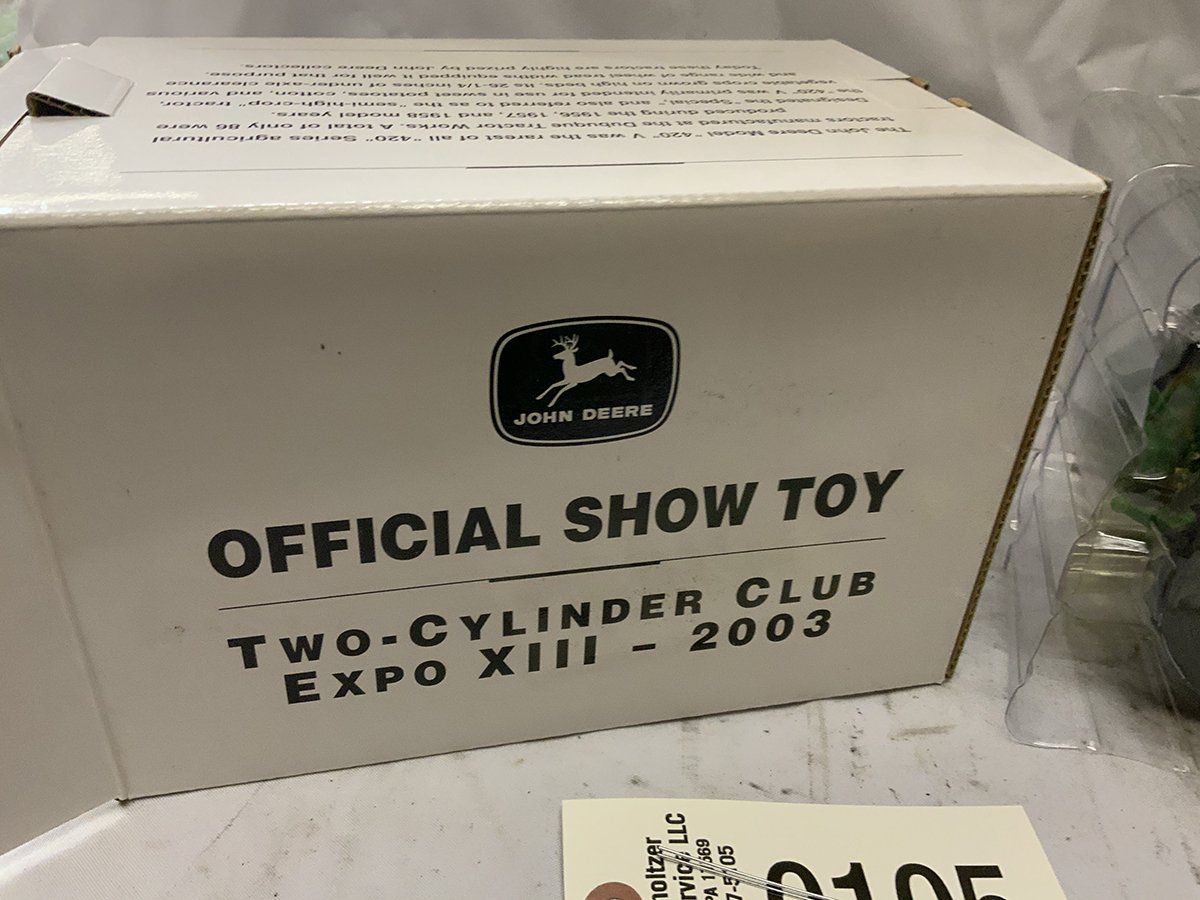 The John Deere Model "420" V was the rarest of all "420" Series agricultural
tractors manufactured at the Dubuque Tractor Works. A total of only 86 were
produced during the 1956, 1957, and 1958 model years.
Designated the "Special," and also referred as the "semi-high-crop" tractor,
the "420" V was primarily intended for use in sweet potatoes, cotton, and various
vegetable crops grown in high beds. Its 26-1/4 inches of under-axle clearance
and wide range of wheel tread widths equipped it well for that purpose.
Today these tractors are highly prized by John Deere collectors.
JOHN DEERE
OFFICIAL SHOW TOY
TWO-CYLINDER CLUB
EXPO XIII – 2003
holtzer
rvice LLC
PA